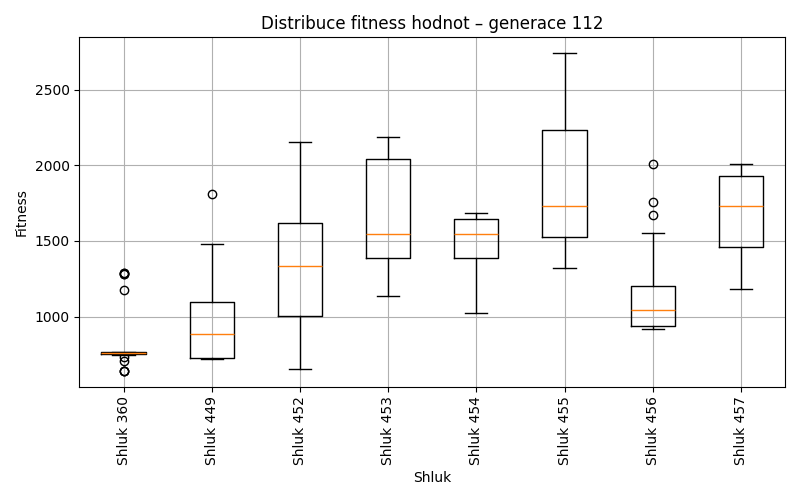 Distribuce fitness hodnot – generace 112
Fitness
2500
2000
1500
1000
Shluk 360
Shluk 449
Shluk 452
Shluk 453
Shluk 454
Shluk 455
Shluk 456
Shluk 457
Shluk